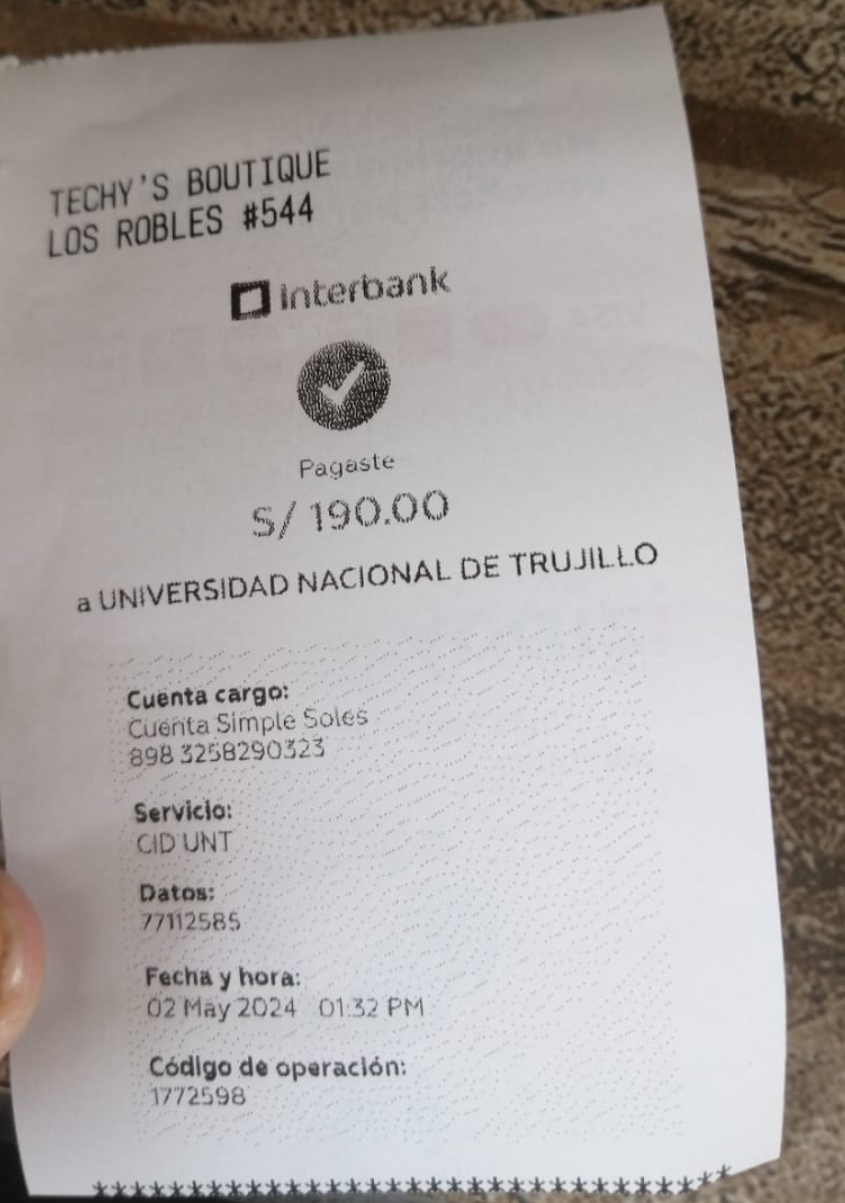 TECHY'S BOUTIQUE
LOS ROBLES #544
interbank
Pagaste
S/ 190.00
a UNIVERSIDAD NACIONAL DE TRUJILLO
Cuenta cargo:
Cuenta Simple Soles
898 3258290323
Servicio:
CID UNT
Datos:
77112585
Fecha y hora:
02 May 2024 01:32 PM
Código de operación:
1772598
********************************